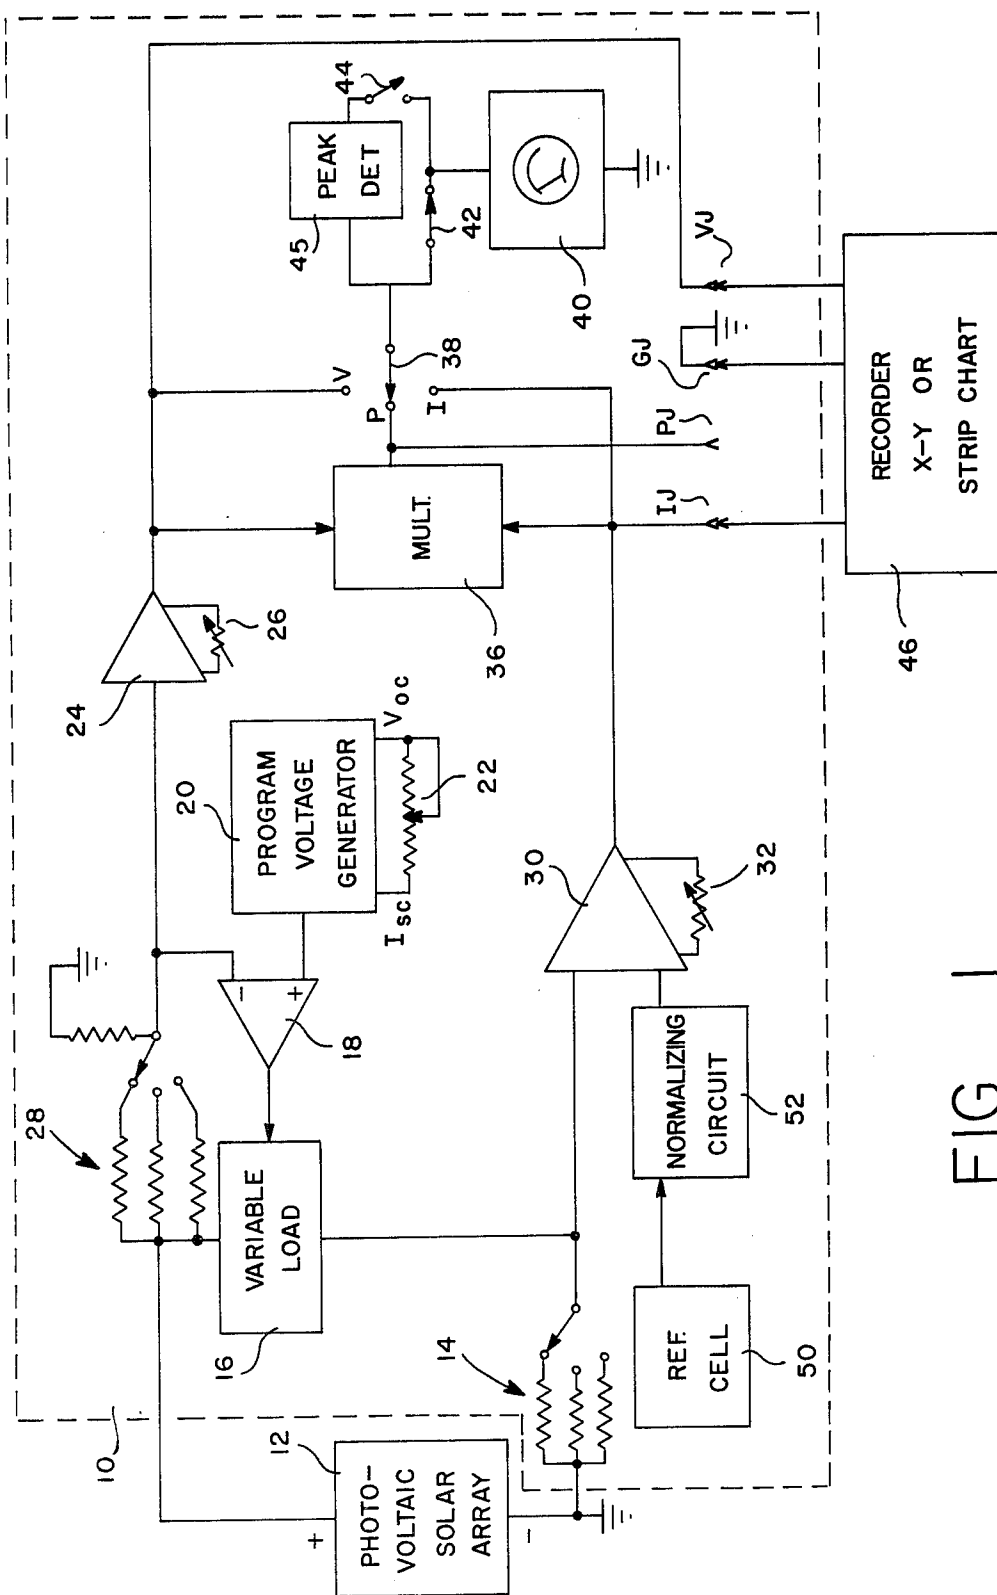 10
12
PHOTO-
VOLTAIC
SOLAR
ARRAY
+
-
28
16
VARIABLE
LOAD
14
18
-
+
20
PROGRAM
VOLTAGE
GENERATOR
Isc
Voc
22
24
26
30
32
REF.
CELL
50
NORMALIZING
CIRCUIT
52
MULT.
36
P
V
I
38
PEAK
DET
45
44
42
40
IJ
PJ
GJ
VJ
RECORDER
X-Y OR
STRIP CHART
46
FIG. 1